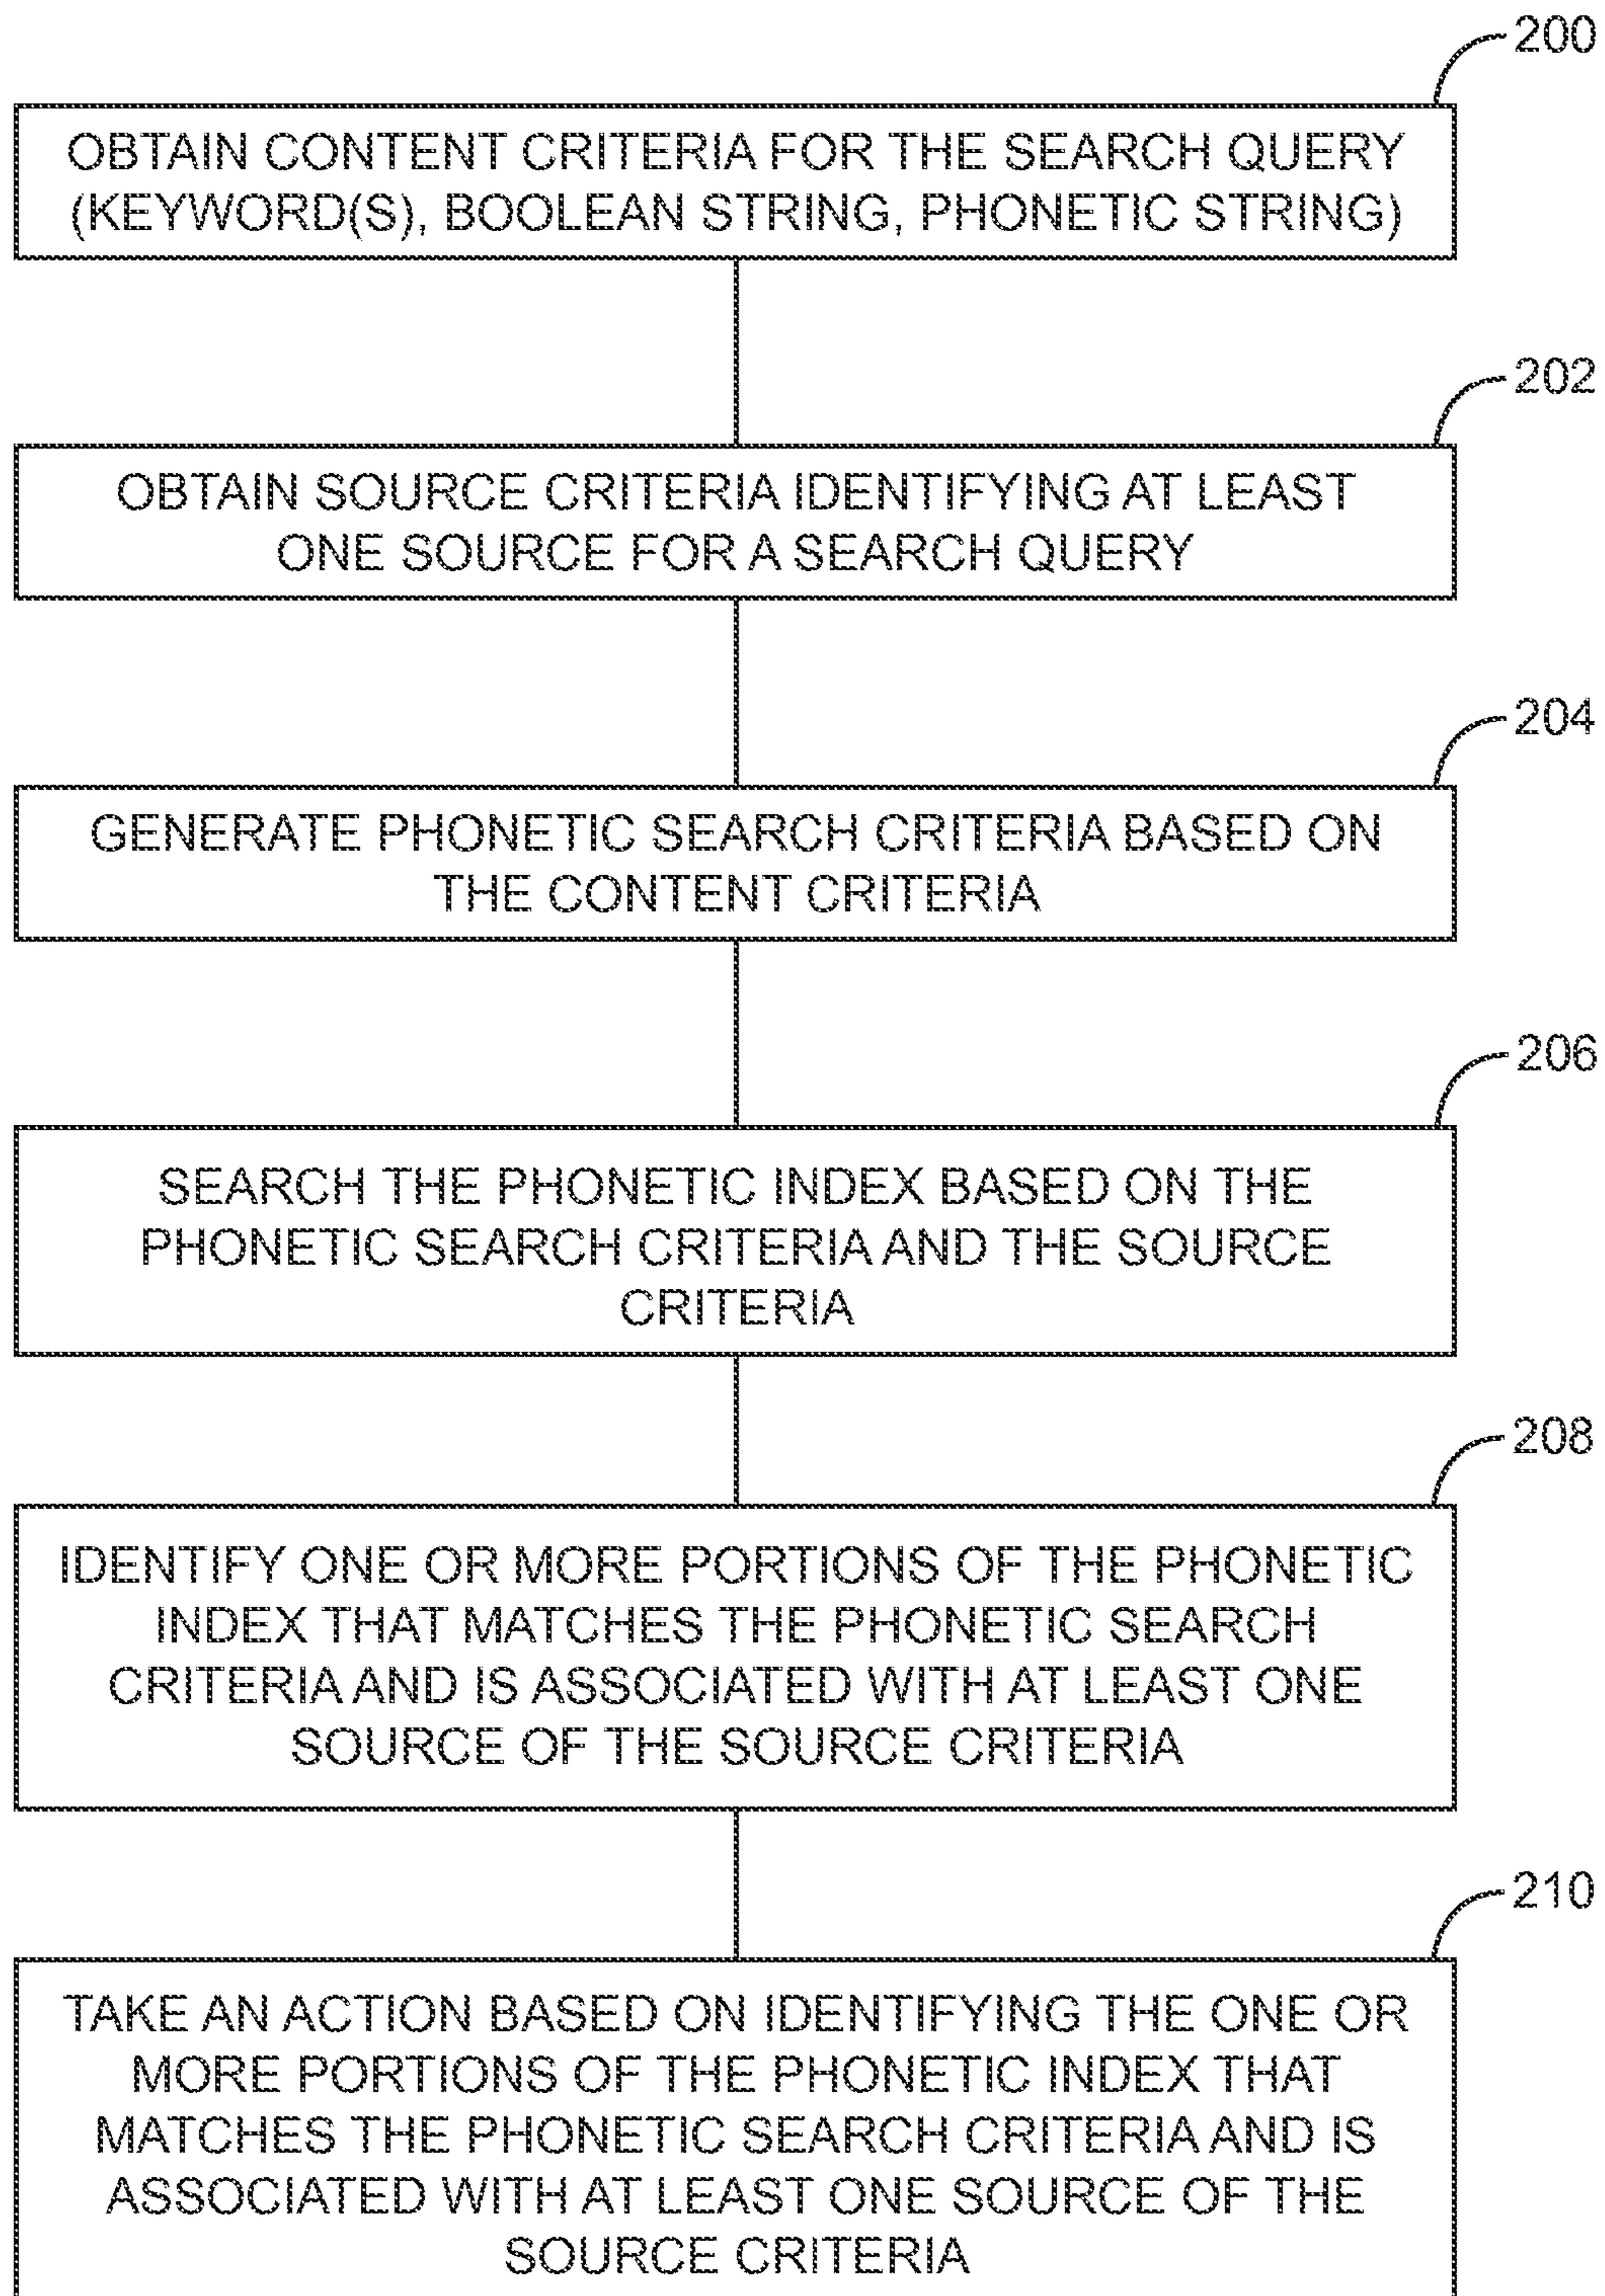 200
OBTAIN CONTENT CRITERIA FOR THE SEARCH QUERY
(KEYWORD(S), BOOLEAN STRING, PHONETIC STRING)
202
OBTAIN SOURCE CRITERIA IDENTIFYING AT LEAST
ONE SOURCE FOR A SEARCH QUERY
204
GENERATE PHONETIC SEARCH CRITERIA BASED ON
THE CONTENT CRITERIA
206
SEARCH THE PHONETIC INDEX BASED ON THE
PHONETIC SEARCH CRITERIA AND THE SOURCE
CRITERIA
208
IDENTIFY ONE OR MORE PORTIONS OF THE PHONETIC
INDEX THAT MATCHES THE PHONETIC SEARCH
CRITERIA AND IS ASSOCIATED WITH AT LEAST ONE
SOURCE OF THE SOURCE CRITERIA
210
TAKE AN ACTION BASED ON IDENTIFYING THE ONE OR
MORE PORTIONS OF THE PHONETIC INDEX THAT
MATCHES THE PHONETIC SEARCH CRITERIA AND IS
ASSOCIATED WITH AT LEAST ONE SOURCE OF THE
SOURCE CRITERIA